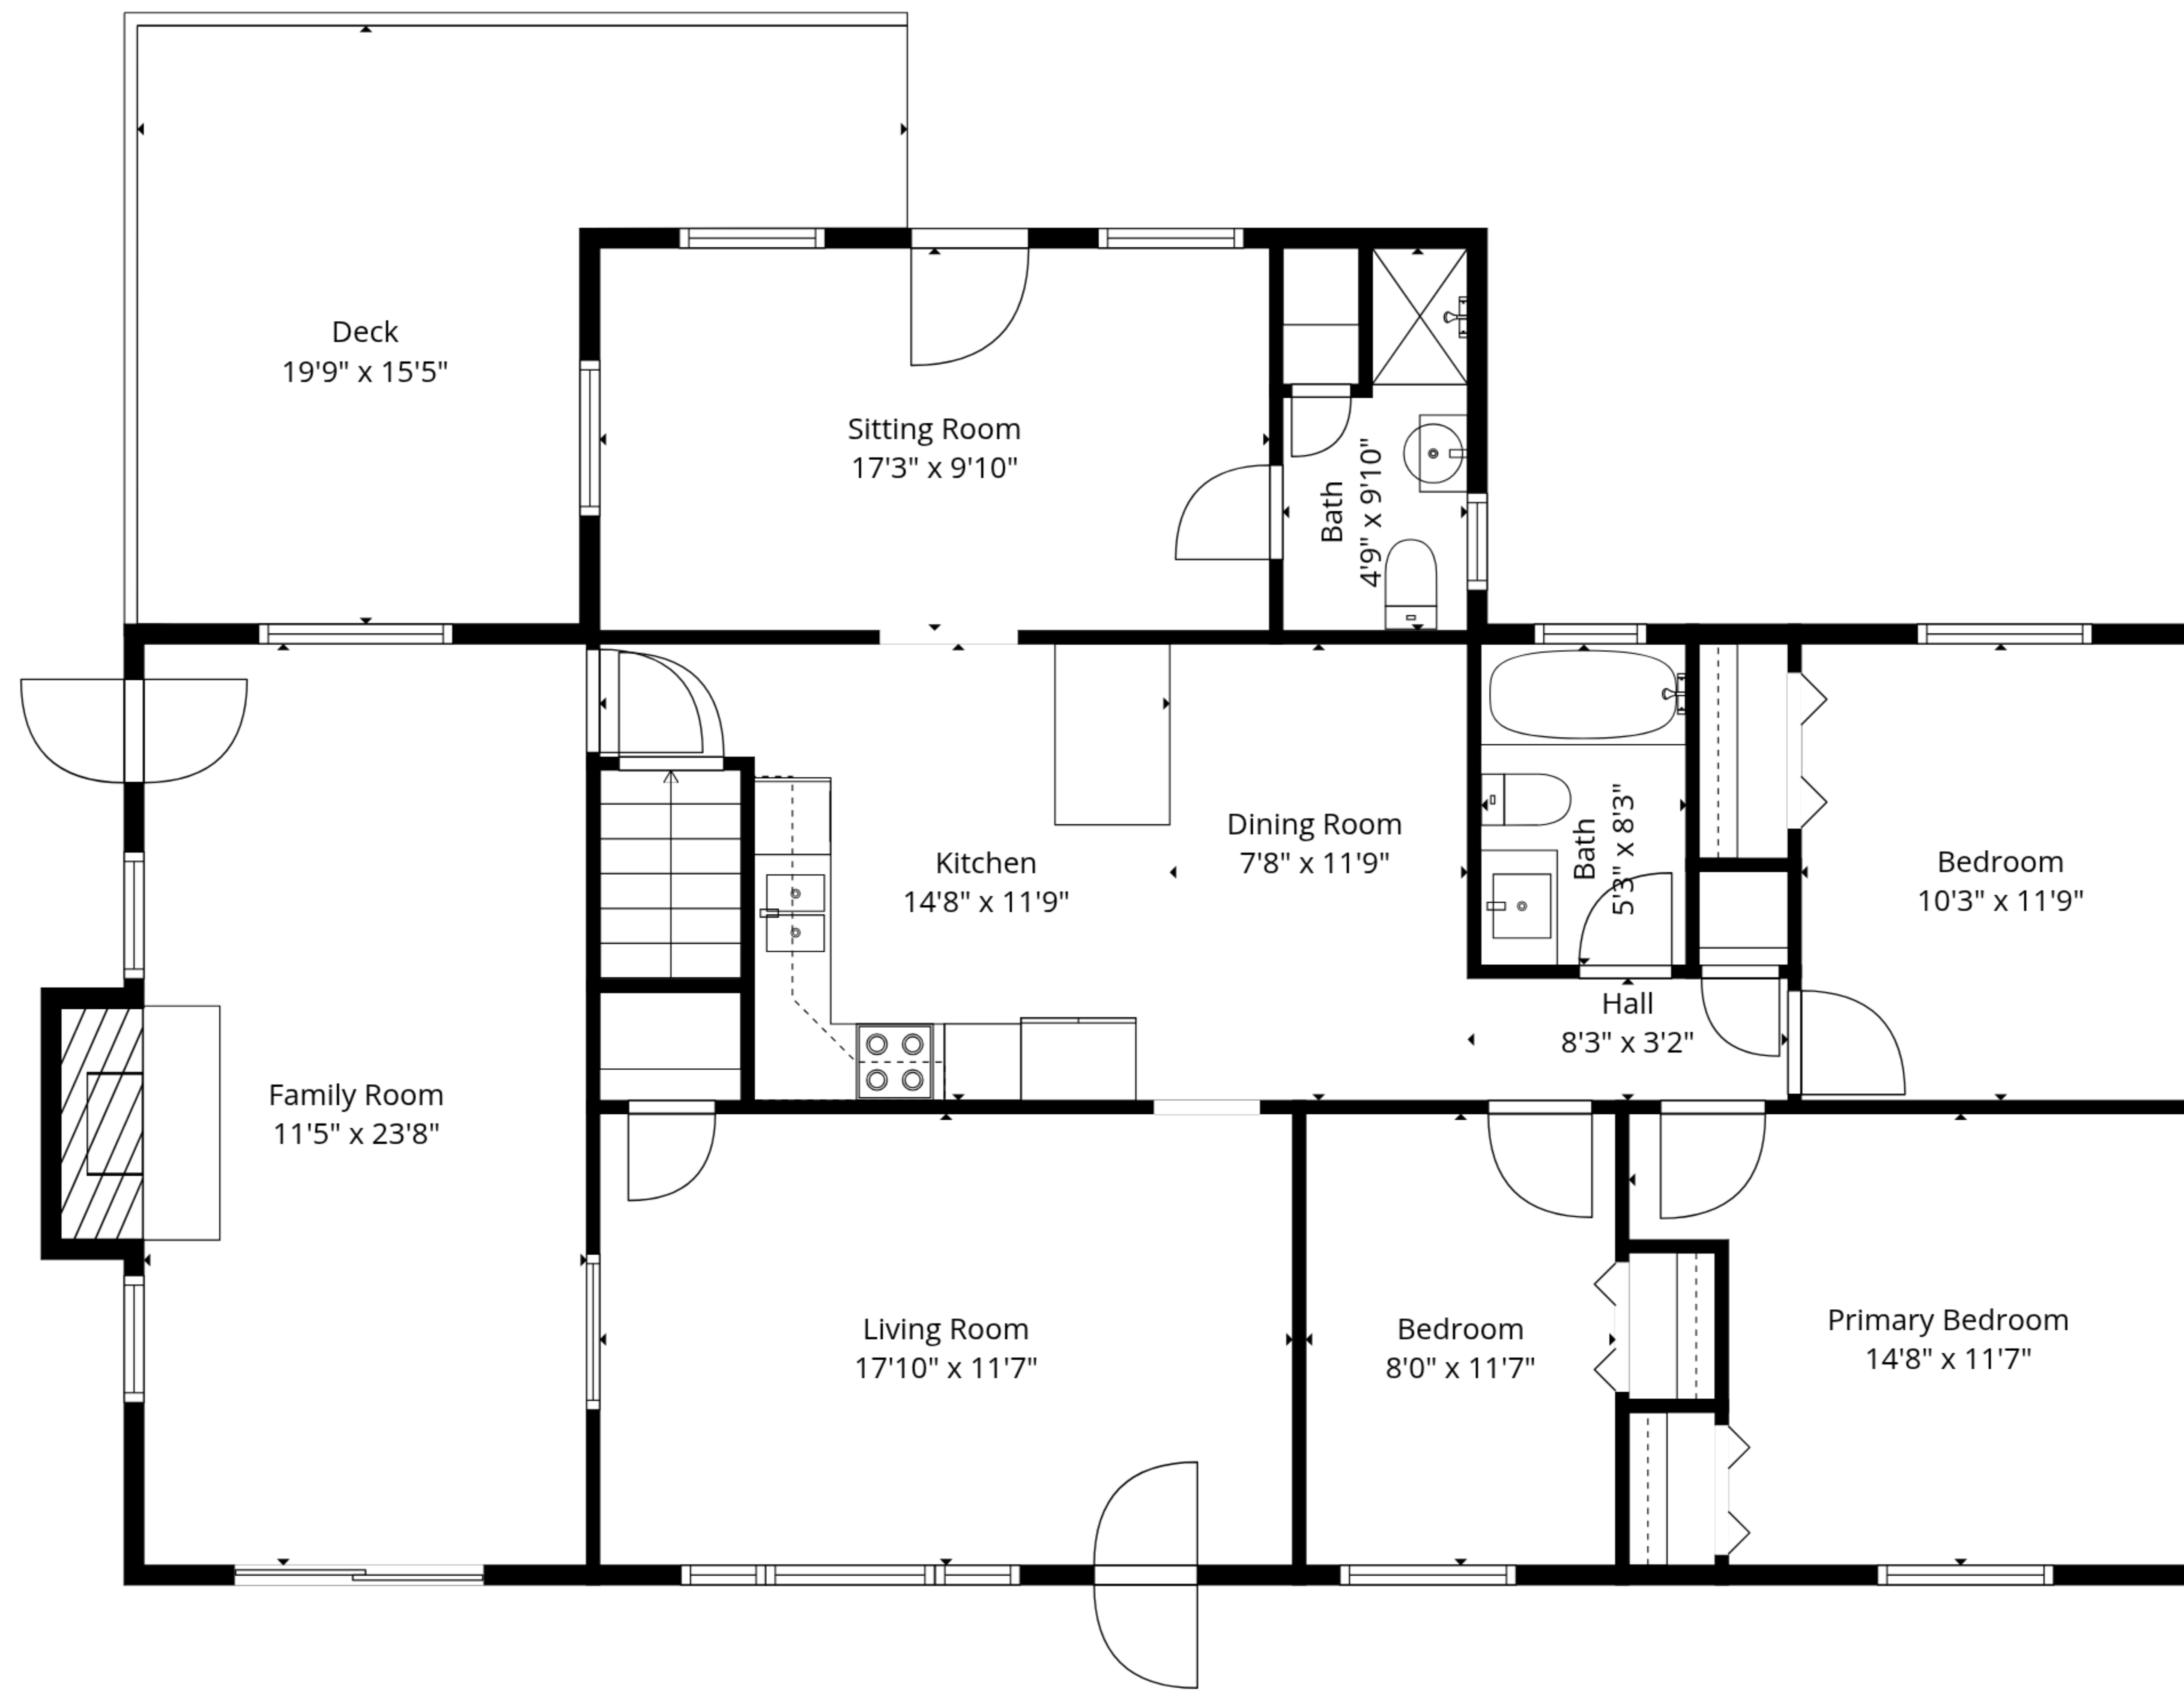 Deck
19'9" x 15'5"
Sitting Room
17'3" x 9'10"
Bath
4'9" x 9'10"
Kitchen
14'8" x 11'9"
Dining Room
7'8" x 11'9"
Bath
5'3" x 8'3"
Bedroom
10'3" x 11'9"
Hall
8'3" x 3'2"
Family Room
11'5" x 23'8"
Living Room
17'10" x 11'7"
Bedroom
8'0" x 11'7"
Primary Bedroom
14'8" x 11'7"